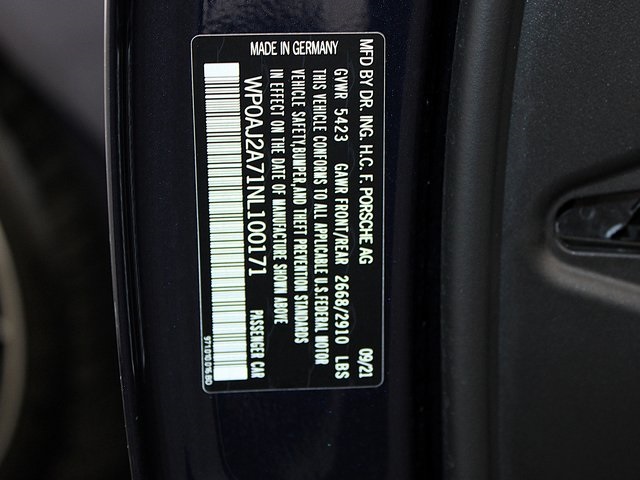 MFD BY DR. ING. H.C. F. PORSCHE AG 09/21
GVWR 5423 GAWR FRONT/REAR 2668/2910 LBS
THIS VEHICLE CONFORMS TO ALL APPLICABLE U.S. FEDERAL MOTOR
VEHICLE SAFETY, BUMPER, AND THEFT PREVENTION STANDARDS
IN EFFECT ON THE DATE OF MANUFACTURE SHOWN ABOVE
WP0AJ2A71NL100171 PASSENGER CAR
MADE IN GERMANY